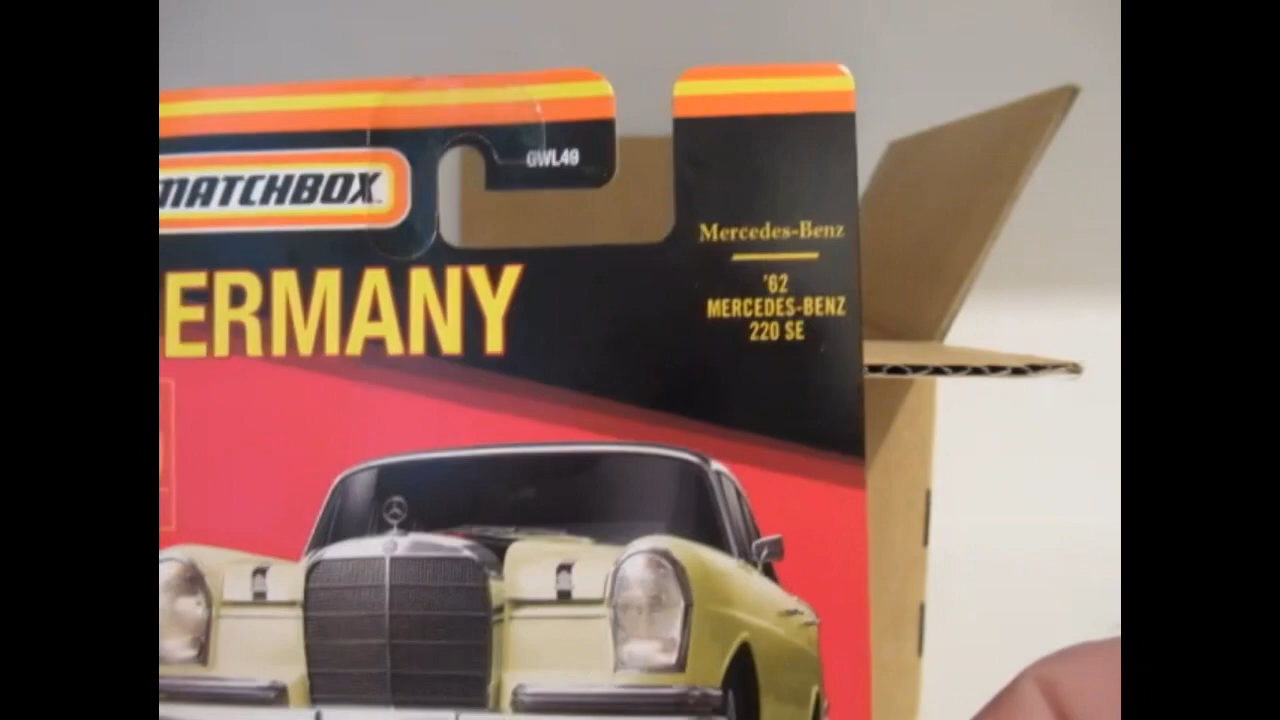 GWL49
MATCHBOX
ERMANY
Mercedes-Benz
'62
MERCEDES-BENZ
220 SE